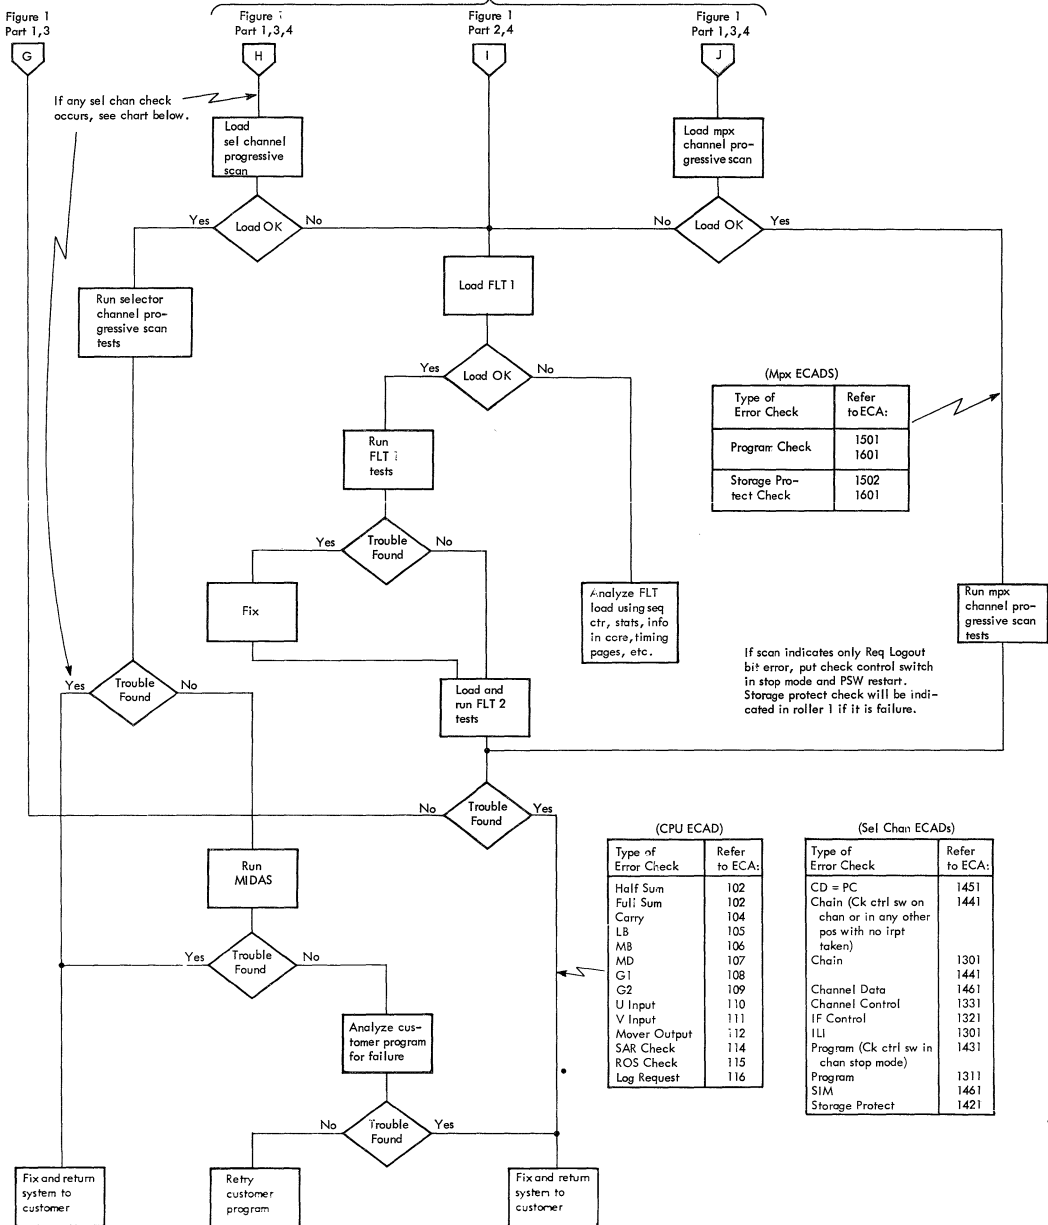 Figure 1
Part 1,3
G
Figure 1
Part 1,3,4
H
Figure 1
Part 2,4
I
Figure 1
Part 1,3,4
J
If any sel chan check
occurs, see chart below.
Load
sel channel
progressive
scan
Load mpx
channel pro-
gressive scan
Yes
Load OK
No
No
Load OK
Yes
Load FLT 1
Run selector
channel pro-
gressive scan
tests
Yes
Load OK
No
(Mpx ECADS)
Type of
Error Check
Refer
to ECA:
Program Check
1501
1601
Storage Pro-
tect Check
1502
1601
Run
FLT 1
tests
Yes
Trouble
Found
No
Fix
Analyze FLT
load using seq
ctr, stats, info
in core, timing
pages, etc.
Run mpx
channel pro-
gressive scan
tests
If scan indicates only Req Logout
bit error, put check control switch
in stop mode and PSW restart.
Storage protect check will be indi-
cated in roller 1 if it is failure.
Yes
Trouble
Found
No
Load and
run FLT 2
tests
No
Trouble
Found
Yes
Run
MIDAS
(CPU ECAD)
Type of
Error Check
Refer
to ECA:
Half Sum 102
Full Sum 102
Carry 104
LB 105
MB 106
MD 107
G1 108
G2 109
U Input 110
V Input 111
Mover Output 112
SAR Check 114
ROS Check 115
Log Request 116
(Sel Chan ECADs)
Type of
Error Check
Refer
to ECA:
CD = PC 1451
Chain (Ck ctrl sw on 1441
chan or in any other
pos with no irpt
taken)
Chain 1301
1441
Channel Data 1461
Channel Control 1331
IF Control 1321
ILI 1301
Program (Ck ctrl sw in 1431
chan stop mode)
Program 1311
SIM 1461
Storage Protect 1421
Yes
Trouble
Found
No
Analyze cus-
tomer program
for failure
No
Trouble
Found
Yes
Fix and return
system to
customer
Retry
customer
program
Fix and return
system to
customer